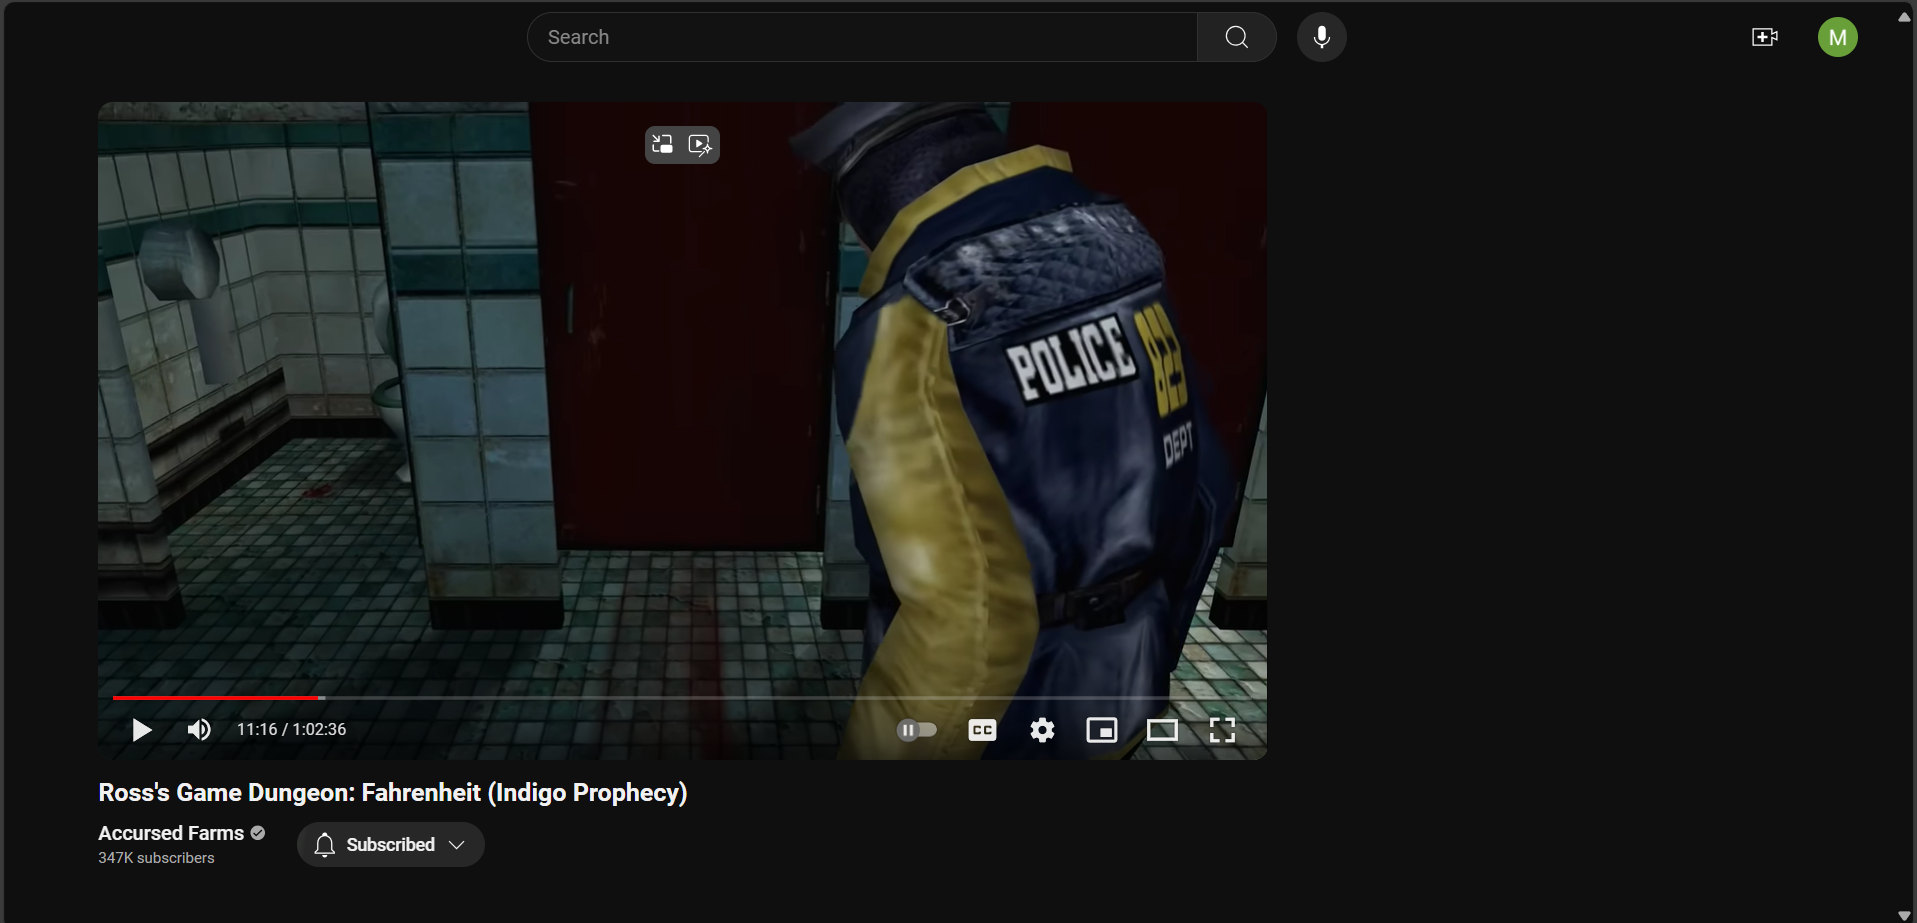 Search
M
POLICE
DEPT
11:16 / 1:02:36
CC
Ross's Game Dungeon: Fahrenheit (Indigo Prophecy)
Accursed Farms
347K subscribers
Subscribed